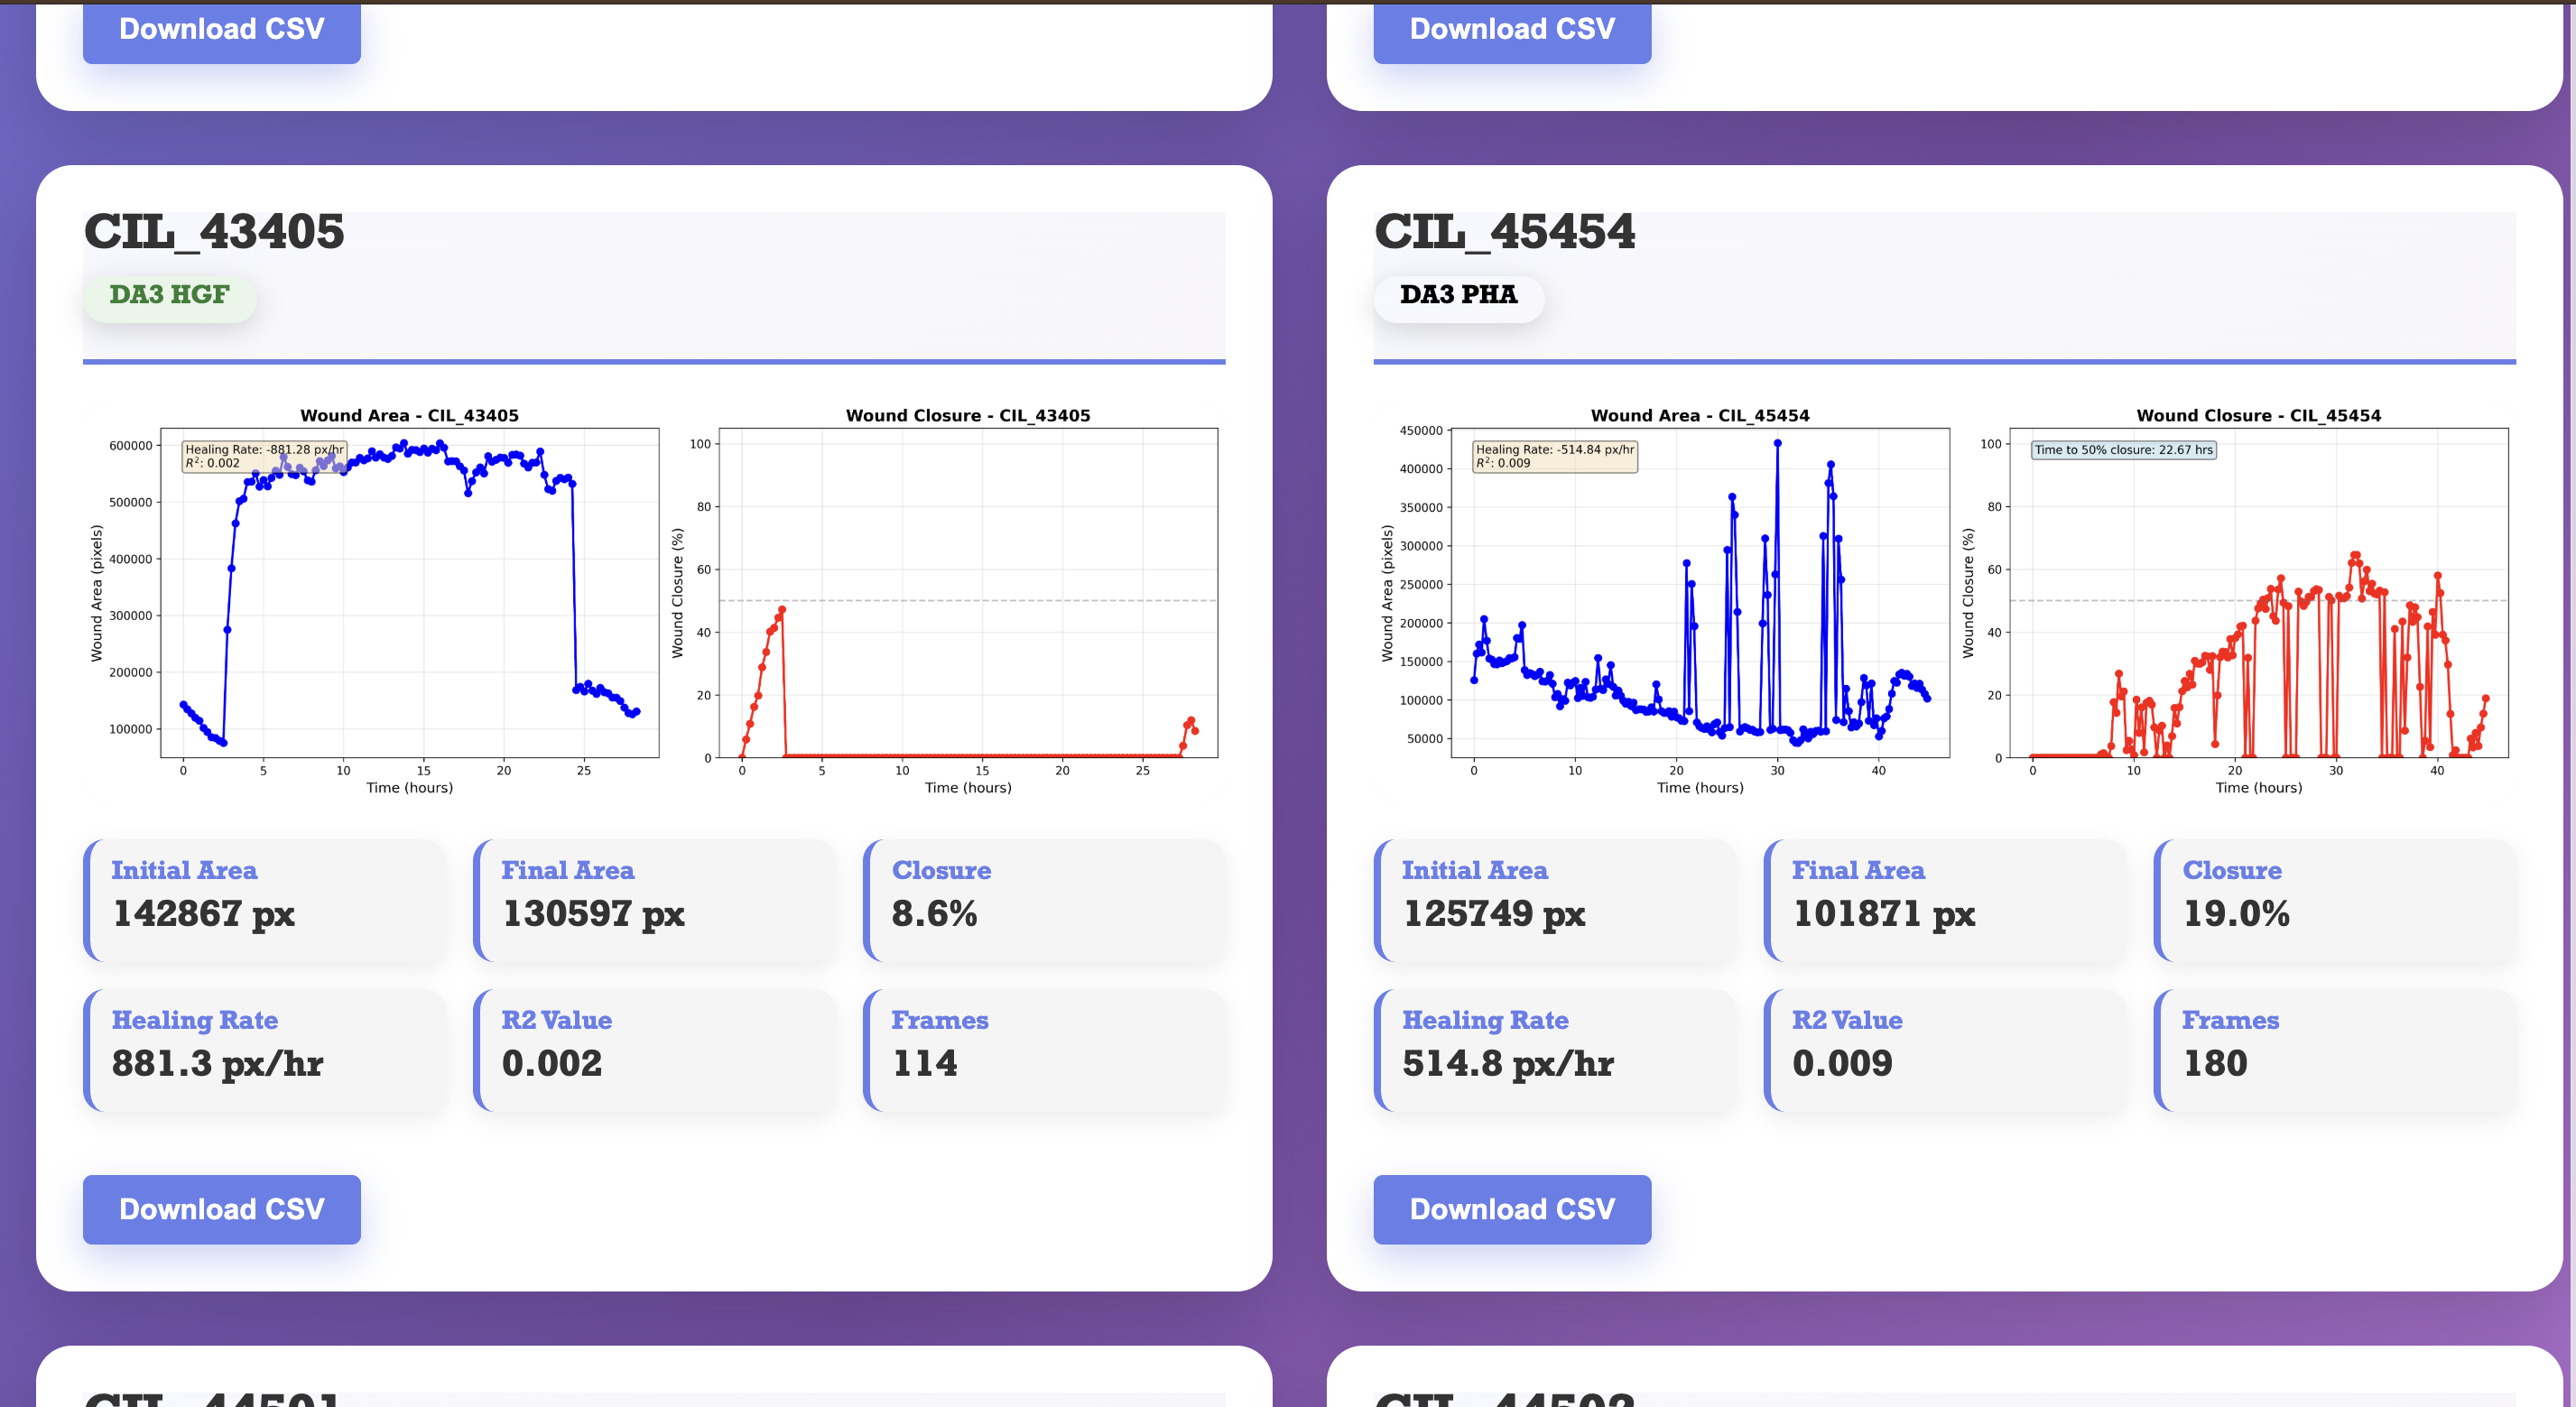 Download CSV
Download CSV
CIL_43405
DA3 HGF
Wound Area - CIL_43405
Healing Rate: -881.28 px/hr
R²: 0.002
600000
500000
400000
300000
200000
100000
Wound Area (pixels)
0 5 10 15 20 25
Time (hours)
Wound Closure - CIL_43405
100
80
60
40
20
0
Wound Closure (%)
0 5 10 15 20 25
Time (hours)
Initial Area
142867 px
Final Area
130597 px
Closure
8.6%
Healing Rate
881.3 px/hr
R2 Value
0.002
Frames
114
Download CSV
CIL_45454
DA3 PHA
Wound Area - CIL_45454
Healing Rate: -514.84 px/hr
R²: 0.009
450000
400000
350000
300000
250000
200000
150000
100000
50000
Wound Area (pixels)
0 10 20 30 40
Time (hours)
Wound Closure - CIL_45454
Time to 50% closure: 22.67 hrs
100
80
60
40
20
0
Wound Closure (%)
0 10 20 30 40
Time (hours)
Initial Area
125749 px
Final Area
101871 px
Closure
19.0%
Healing Rate
514.8 px/hr
R2 Value
0.009
Frames
180
Download CSV
CIL_44501